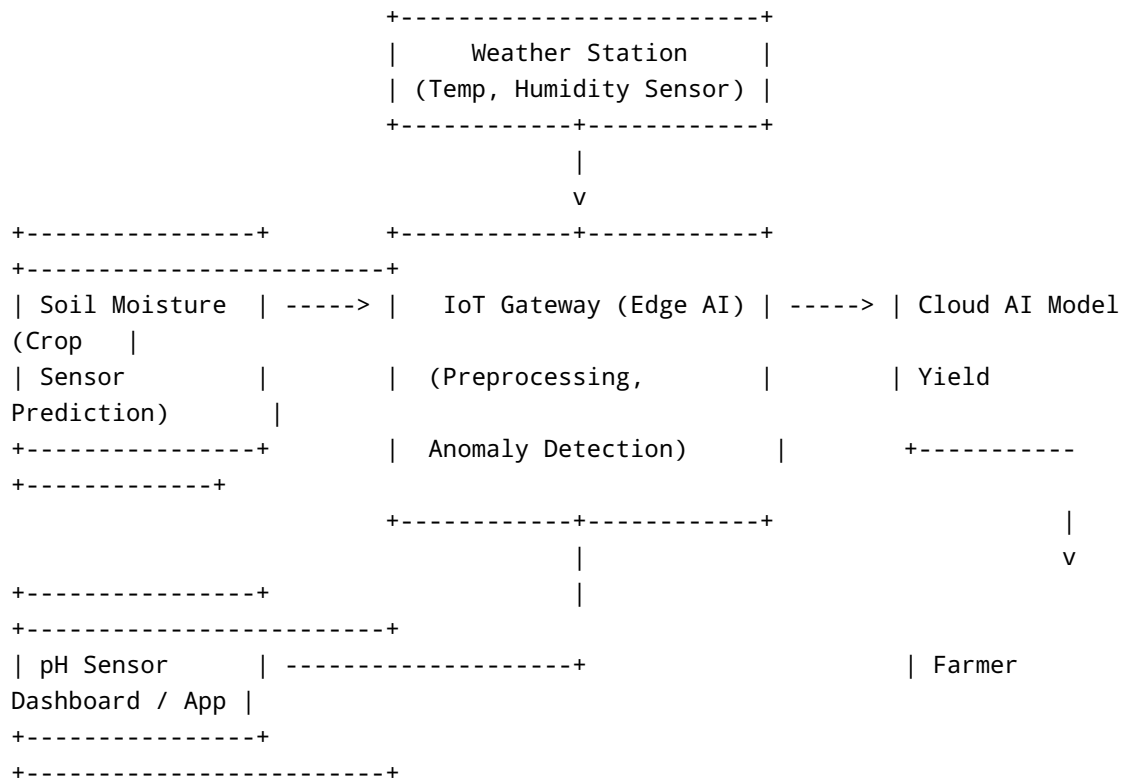 +-------------------------+
|     Weather Station     |
| (Temp, Humidity Sensor) |
+------------+------------+
|
v
+----------------+        +------------+------------+
+-------------------------+
| Soil Moisture  | -----> |   IoT Gateway (Edge AI) | -----> | Cloud AI Model
(Crop   |
| Sensor         |        |  (Preprocessing,        |        | Yield
Prediction)       |
+----------------+        |  Anomaly Detection)      |        +-----------
+-------------+
+------------+------------+                    |
|                                v
+----------------+                    |
+-------------------------+
| pH Sensor      | -------------------+                     | Farmer
Dashboard / App |
+----------------+
+-------------------------+